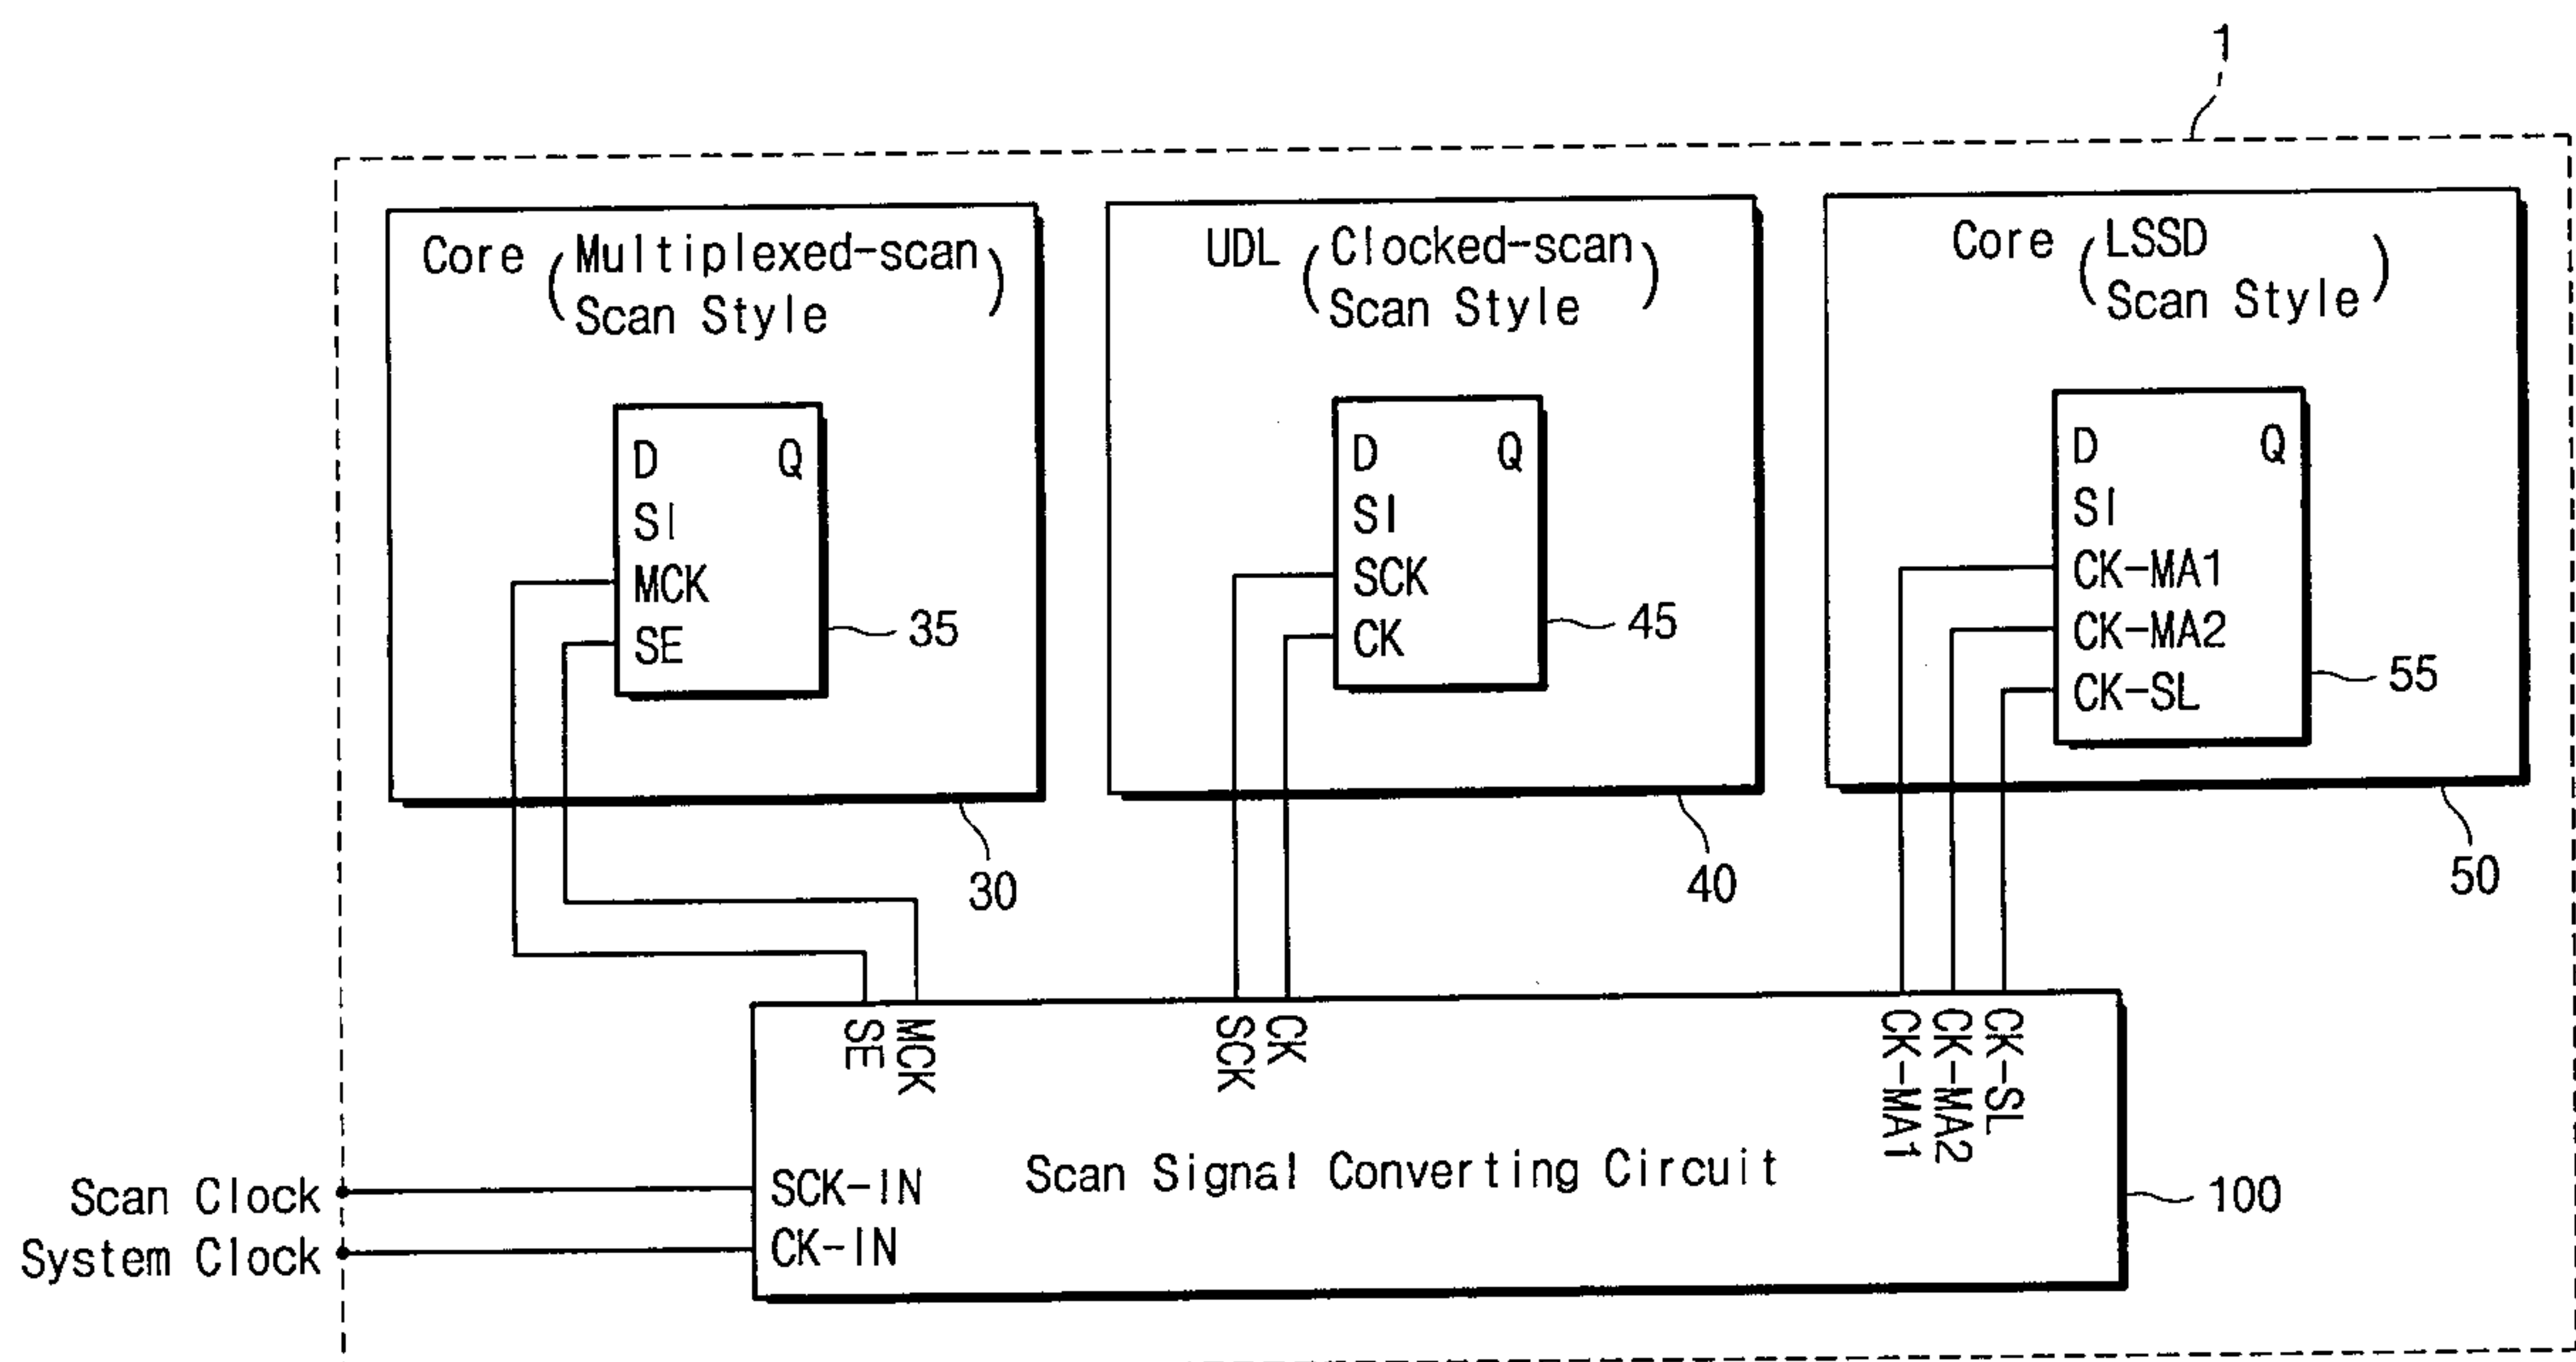 1
Core ( Multiplexed-scan
Scan Style )
UDL ( Clocked-scan
Scan Style )
Core ( LSSD
Scan Style )
D Q
SI
MCK
SE
35
D Q
SI
SCK
CK
45
D Q
SI
CK-MA1
CK-MA2
CK-SL
55
30
40
50
SE
MCK
SCK
CK
CK-MA1
CK-MA2
CK-SL
Scan Clock
System Clock
SCK-IN
CK-IN
Scan Signal Converting Circuit
100